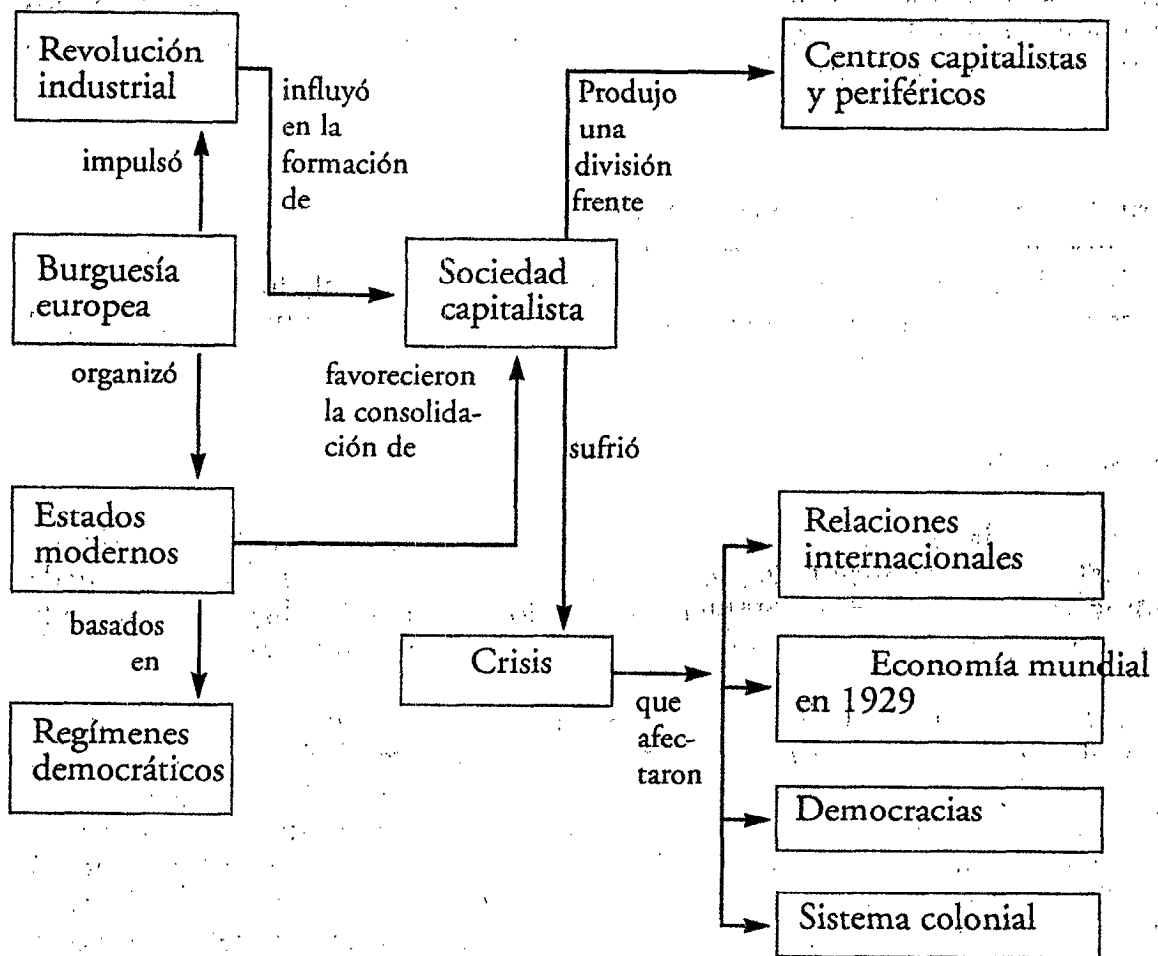 Revolución
industrial
influyó
en la
formación
de
impulsó
Burguesía
europea
organizó
Estados
modernos
basados
en
Regímenes
democráticos
favorecieron
la consolida-
ción de
Sociedad
capitalista
Produjo
una
división
frente
Centros capitalistas
y periféricos
sufrió
Crisis
que
afec-
taron
Relaciones
internacionales
Economía mundial
en 1929
Democracias
Sistema colonial